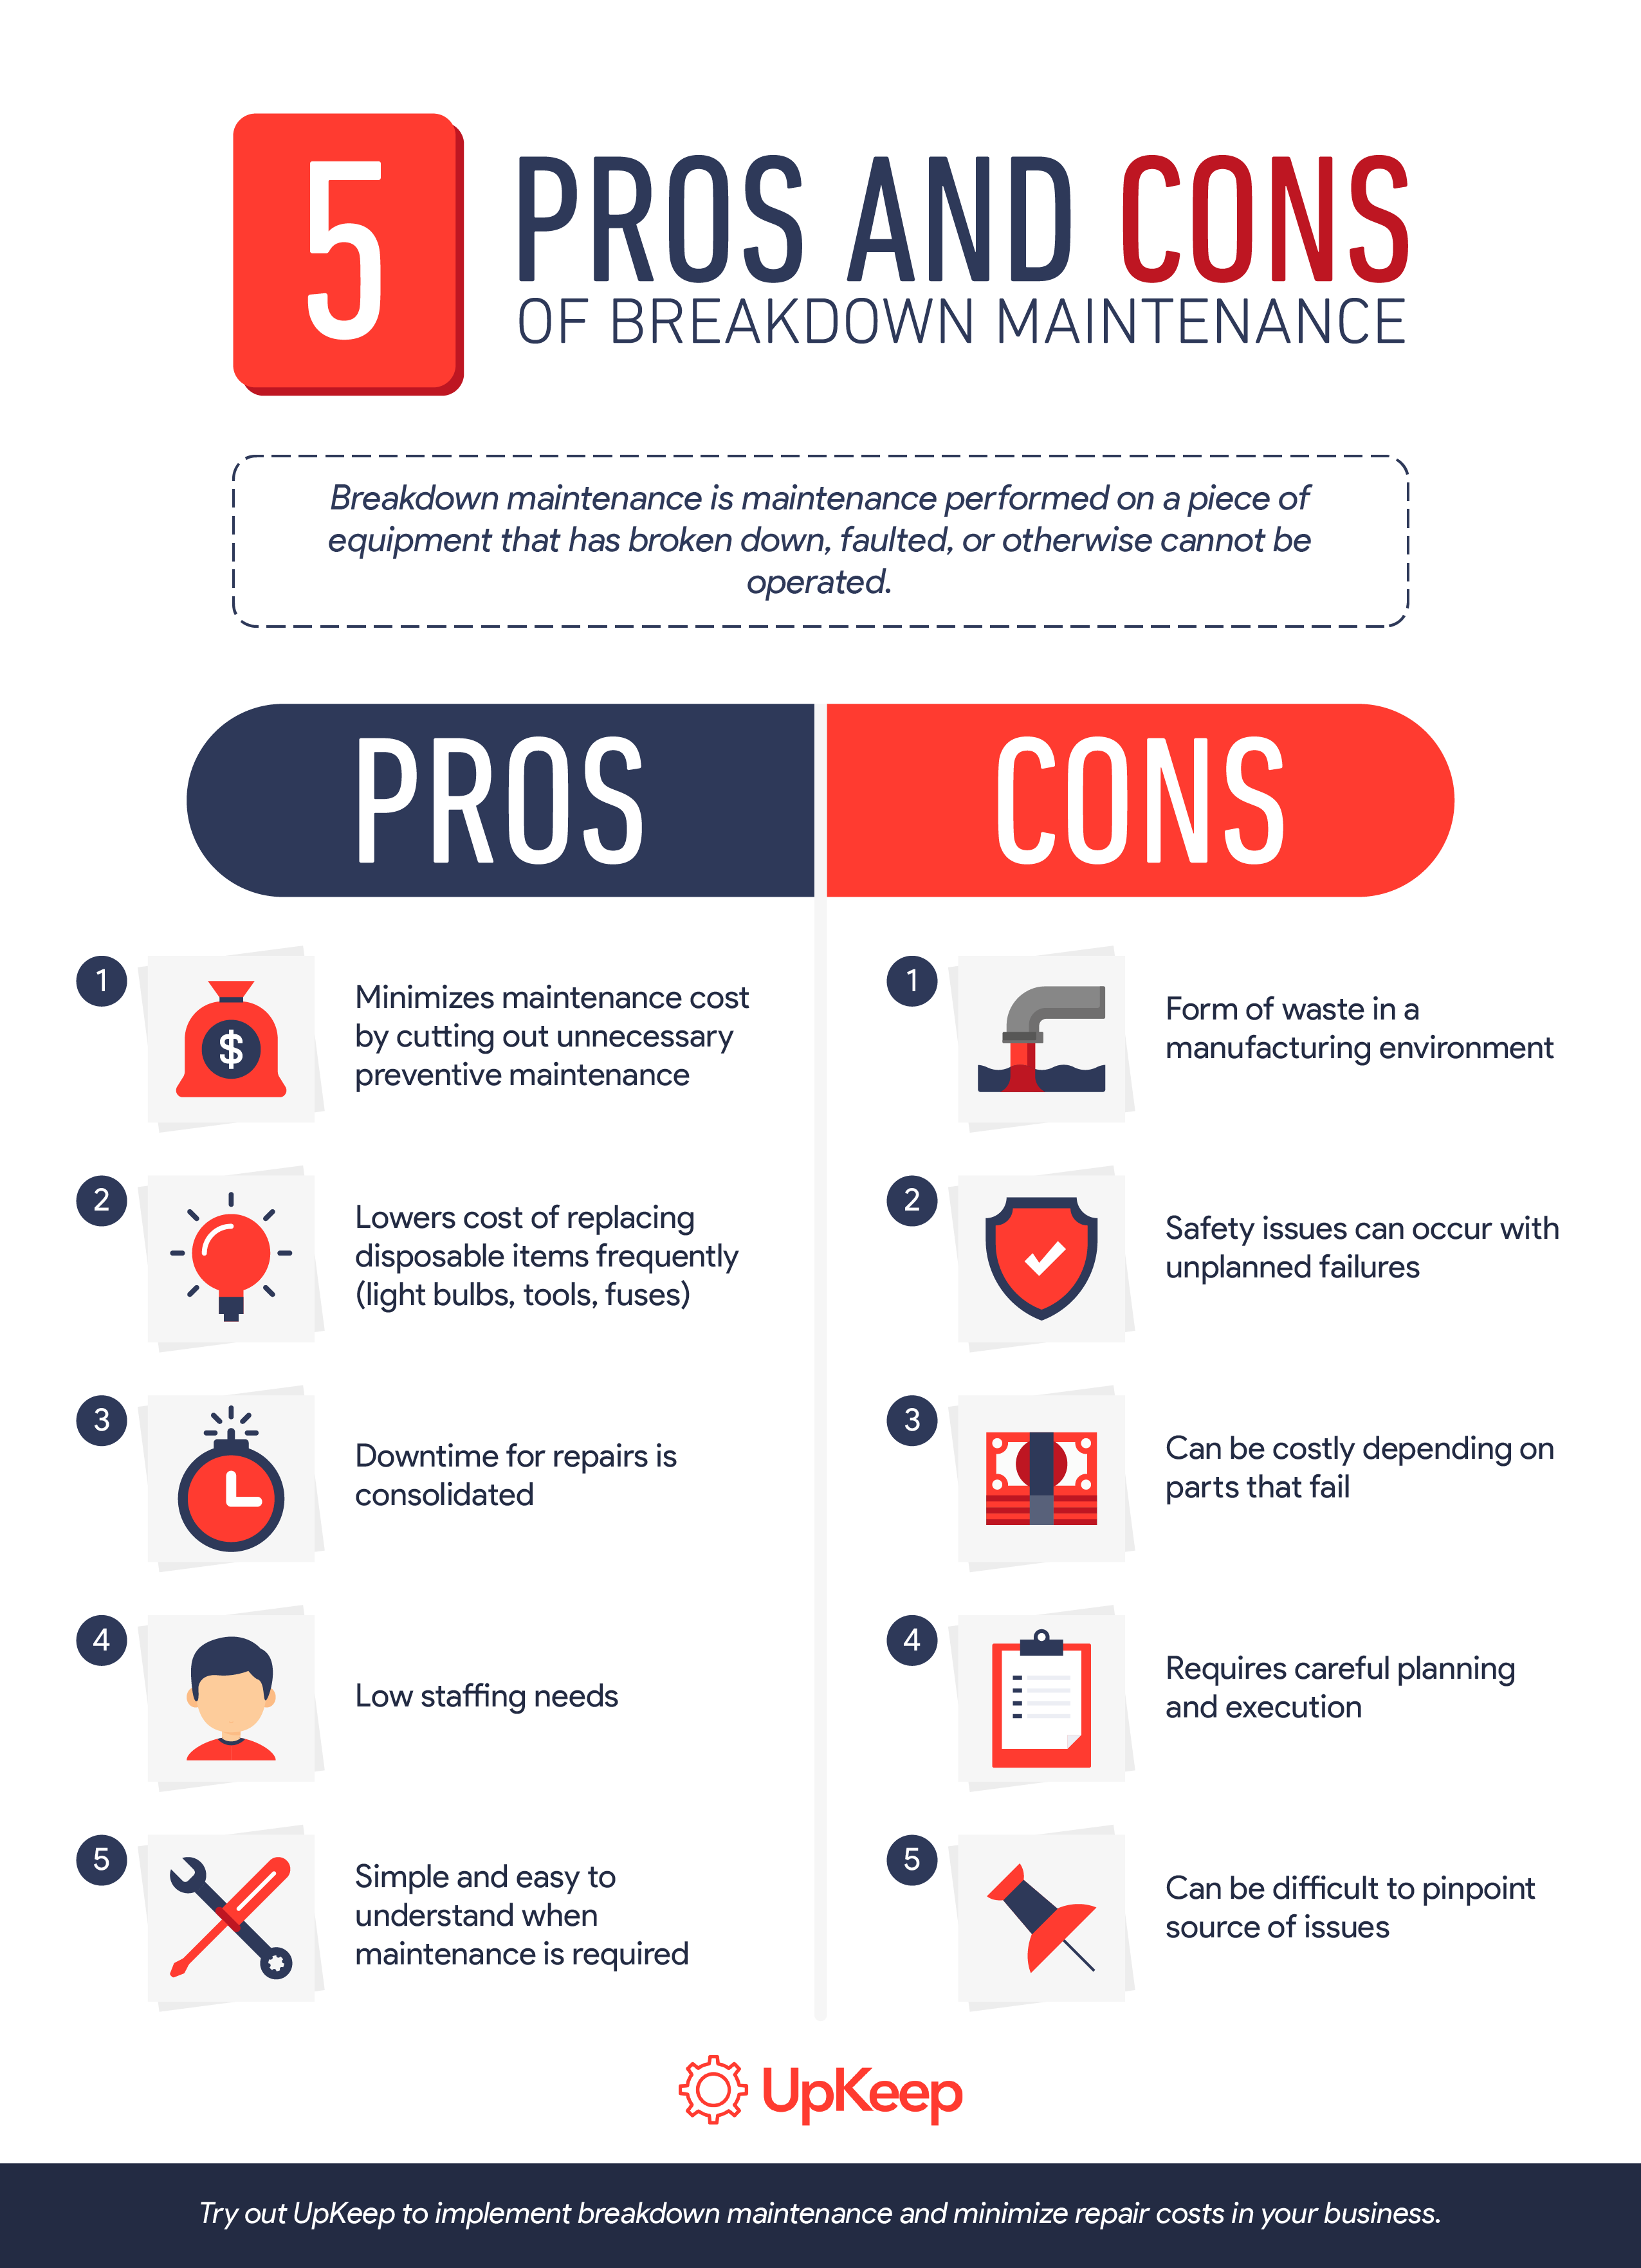 5
PROS AND CONS
OF BREAKDOWN MAINTENANCE
Breakdown maintenance is maintenance performed on a piece of
equipment that has broken down, faulted, or otherwise cannot be
operated.
PROS
1
$
Minimizes maintenance cost
by cutting out unnecessary
preventive maintenance
2
Lowers cost of replacing
disposable items frequently
(light bulbs, tools, fuses)
3
Downtime for repairs is
consolidated
4
Low staffing needs
5
Simple and easy to
understand when
maintenance is required
CONS
1
Form of waste in a
manufacturing environment
2
Safety issues can occur with
unplanned failures
3
Can be costly depending on
parts that fail
4
Requires careful planning
and execution
5
Can be difficult to pinpoint
source of issues
UpKeep
Try out UpKeep to implement breakdown maintenance and minimize repair costs in your business.